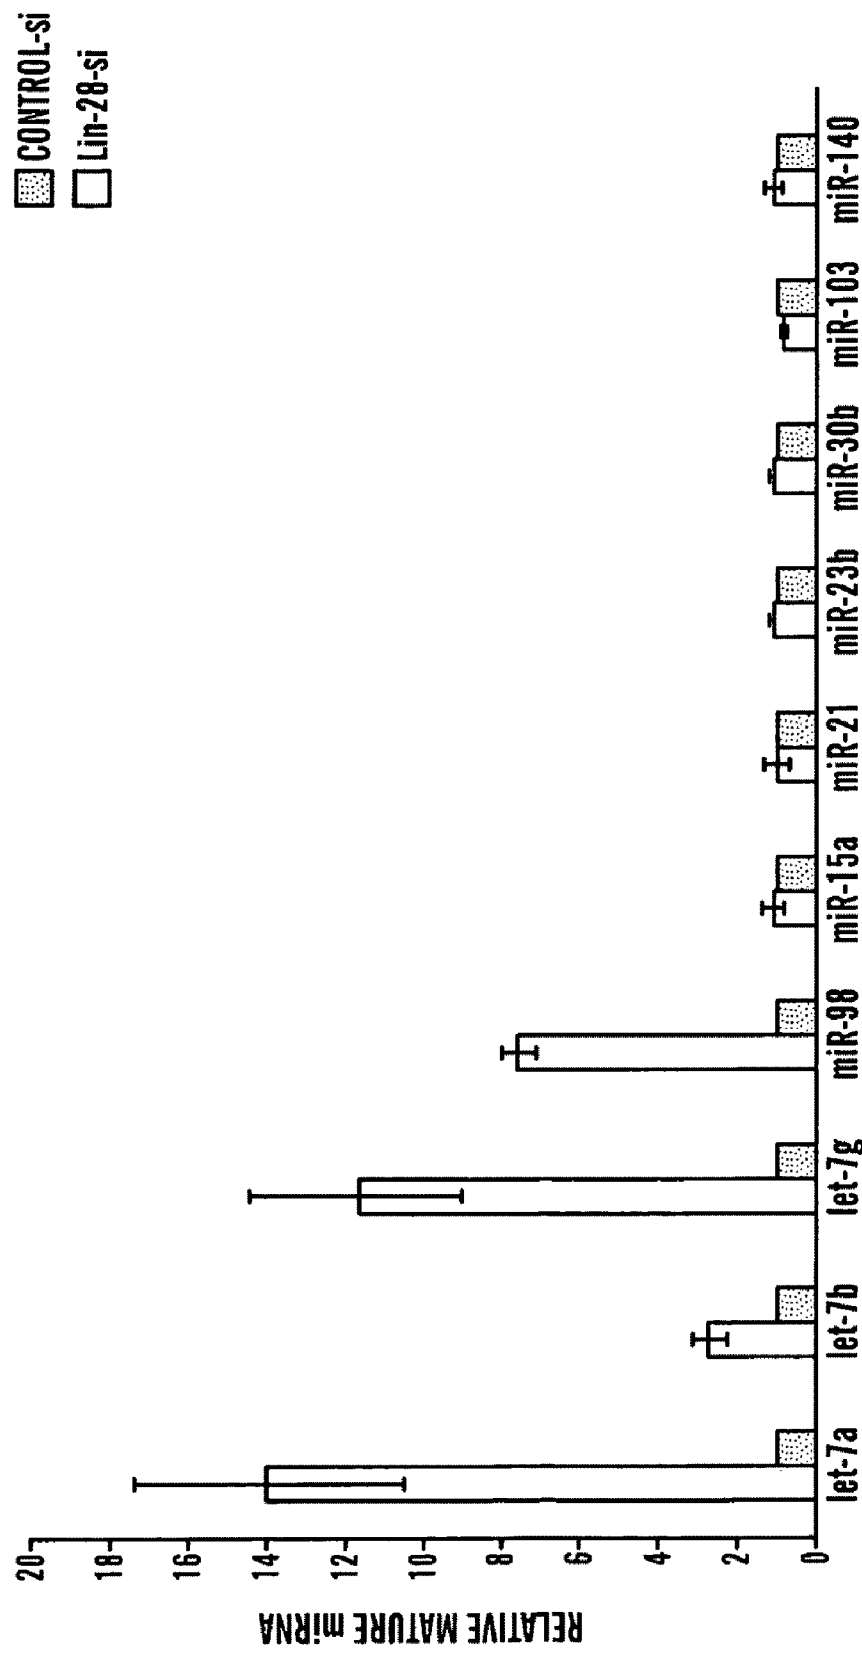 CONTROL-si
Lin-28-si
RELATIVE MATURE miRNA
20
18
16
14
12
10
8
6
4
2
0
let-7a
let-7b
let-7g
miR-98
miR-15a
miR-21
miR-23b
miR-30b
miR-103
miR-140